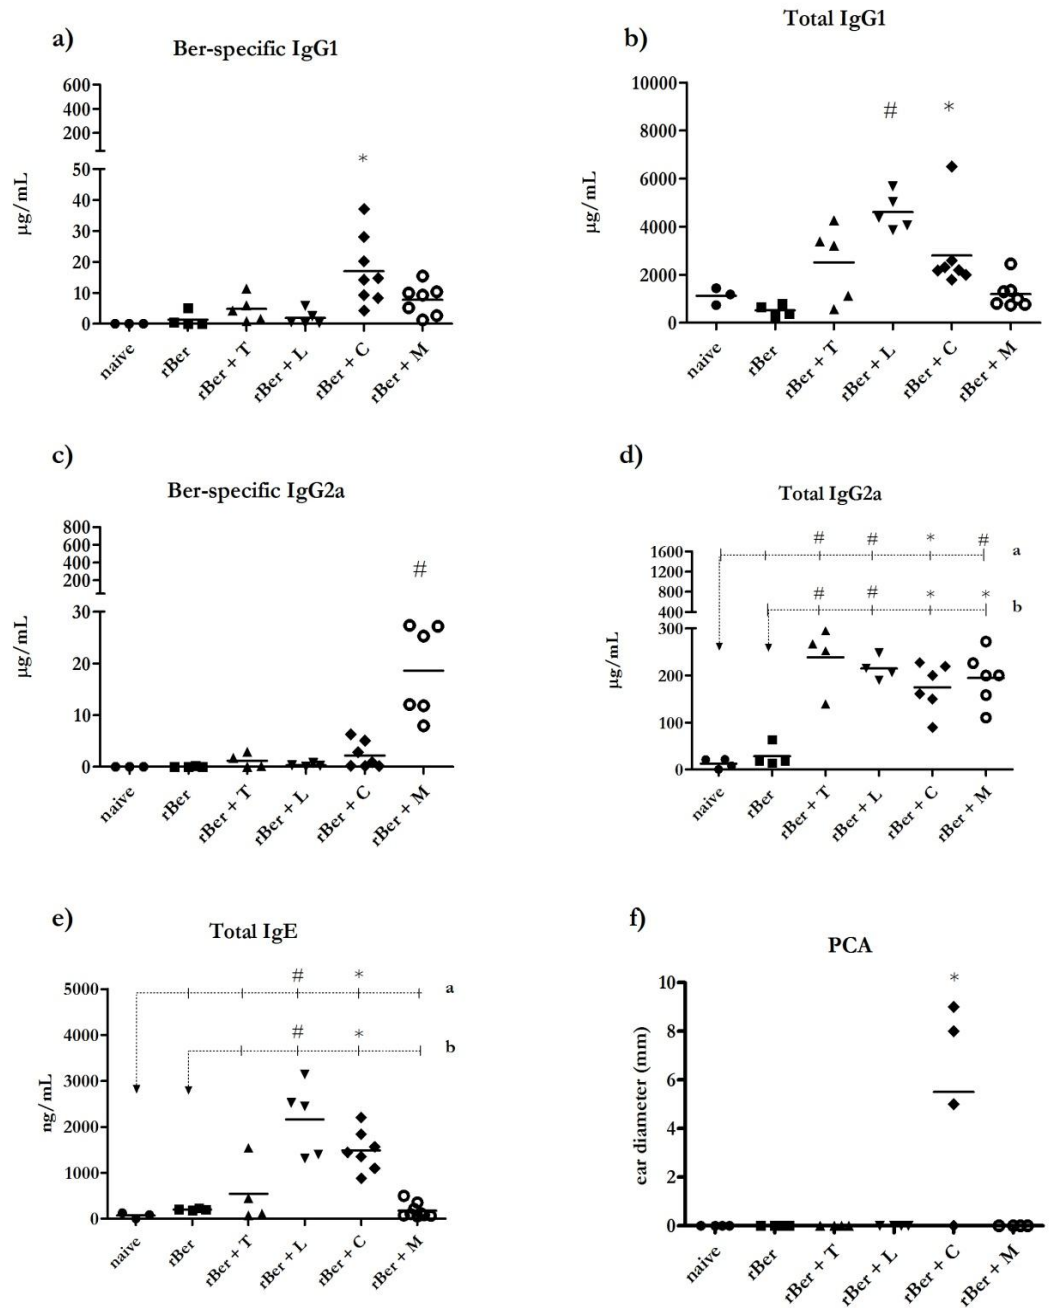 a)
Ber-specific IgG1
600
400
200
50
40
30
20
10
0
µg/mL
*
naive
rBer
rBer + T
rBer + L
rBer + C
rBer + M
b)
Total IgG1
10000
8000
6000
4000
2000
0
µg/mL
#
*
naive
rBer
rBer + T
rBer + L
rBer + C
rBer + M
c)
Ber-specific IgG2a
800
600
400
200
30
20
10
0
µg/mL
#
naive
rBer
rBer + T
rBer + L
rBer + C
rBer + M
d)
Total IgG2a
# # * # a
# # * * b
1600
1200
800
400
300
200
100
0
µg/mL
naive
rBer
rBer + T
rBer + L
rBer + C
rBer + M
e)
Total IgE
# * a
# * b
5000
4000
3000
2000
1000
0
ng/mL
naive
rBer
rBer + T
rBer + L
rBer + C
rBer + M
f)
PCA
10
8
6
4
2
0
ear diameter (mm)
*
naive
rBer
rBer + T
rBer + L
rBer + C
rBer + M